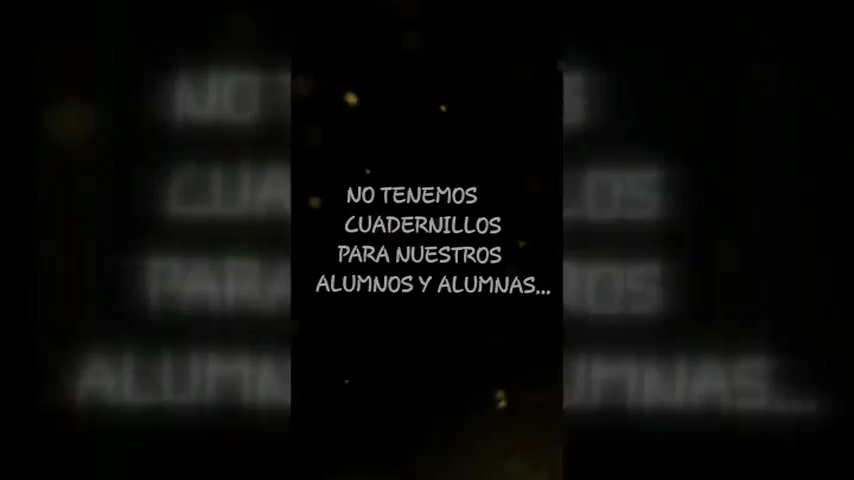 NO TENEMOS
CUADERNILLOS
PARA NUESTROS
ALUMNOS Y ALUMNAS...